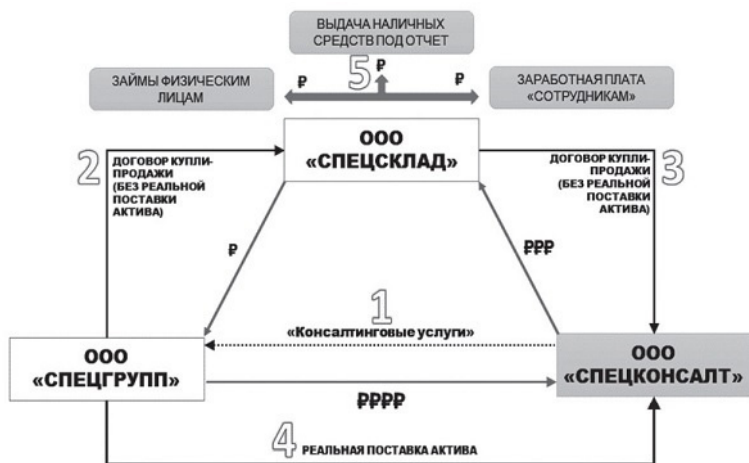 ВЫДАЧА НАЛИЧНЫХ
СРЕДСТВ ПОД ОТЧЕТ
ЗАЙМЫ ФИЗИЧЕСКИМ
ЛИЦАМ
₽
5
₽
₽
ЗАРАБОТНАЯ ПЛАТА
«СОТРУДНИКАМ»
ООО
«СПЕЦСКЛАД»
2
ДОГОВОР КУПЛИ-
ПРОДАЖИ
(БЕЗ РЕАЛЬНОЙ
ПОСТАВКИ
АКТИВА)
ДОГОВОР КУПЛИ-
ПРОДАЖИ
(БЕЗ РЕАЛЬНОЙ
ПОСТАВКИ
АКТИВА)
3
₽
₽₽₽
1
«Консалтинговые услуги»
ООО
«СПЕЦГРУПП»
ООО
«СПЕЦКОНСАЛТ»
₽₽₽₽
4
РЕАЛЬНАЯ ПОСТАВКА АКТИВА